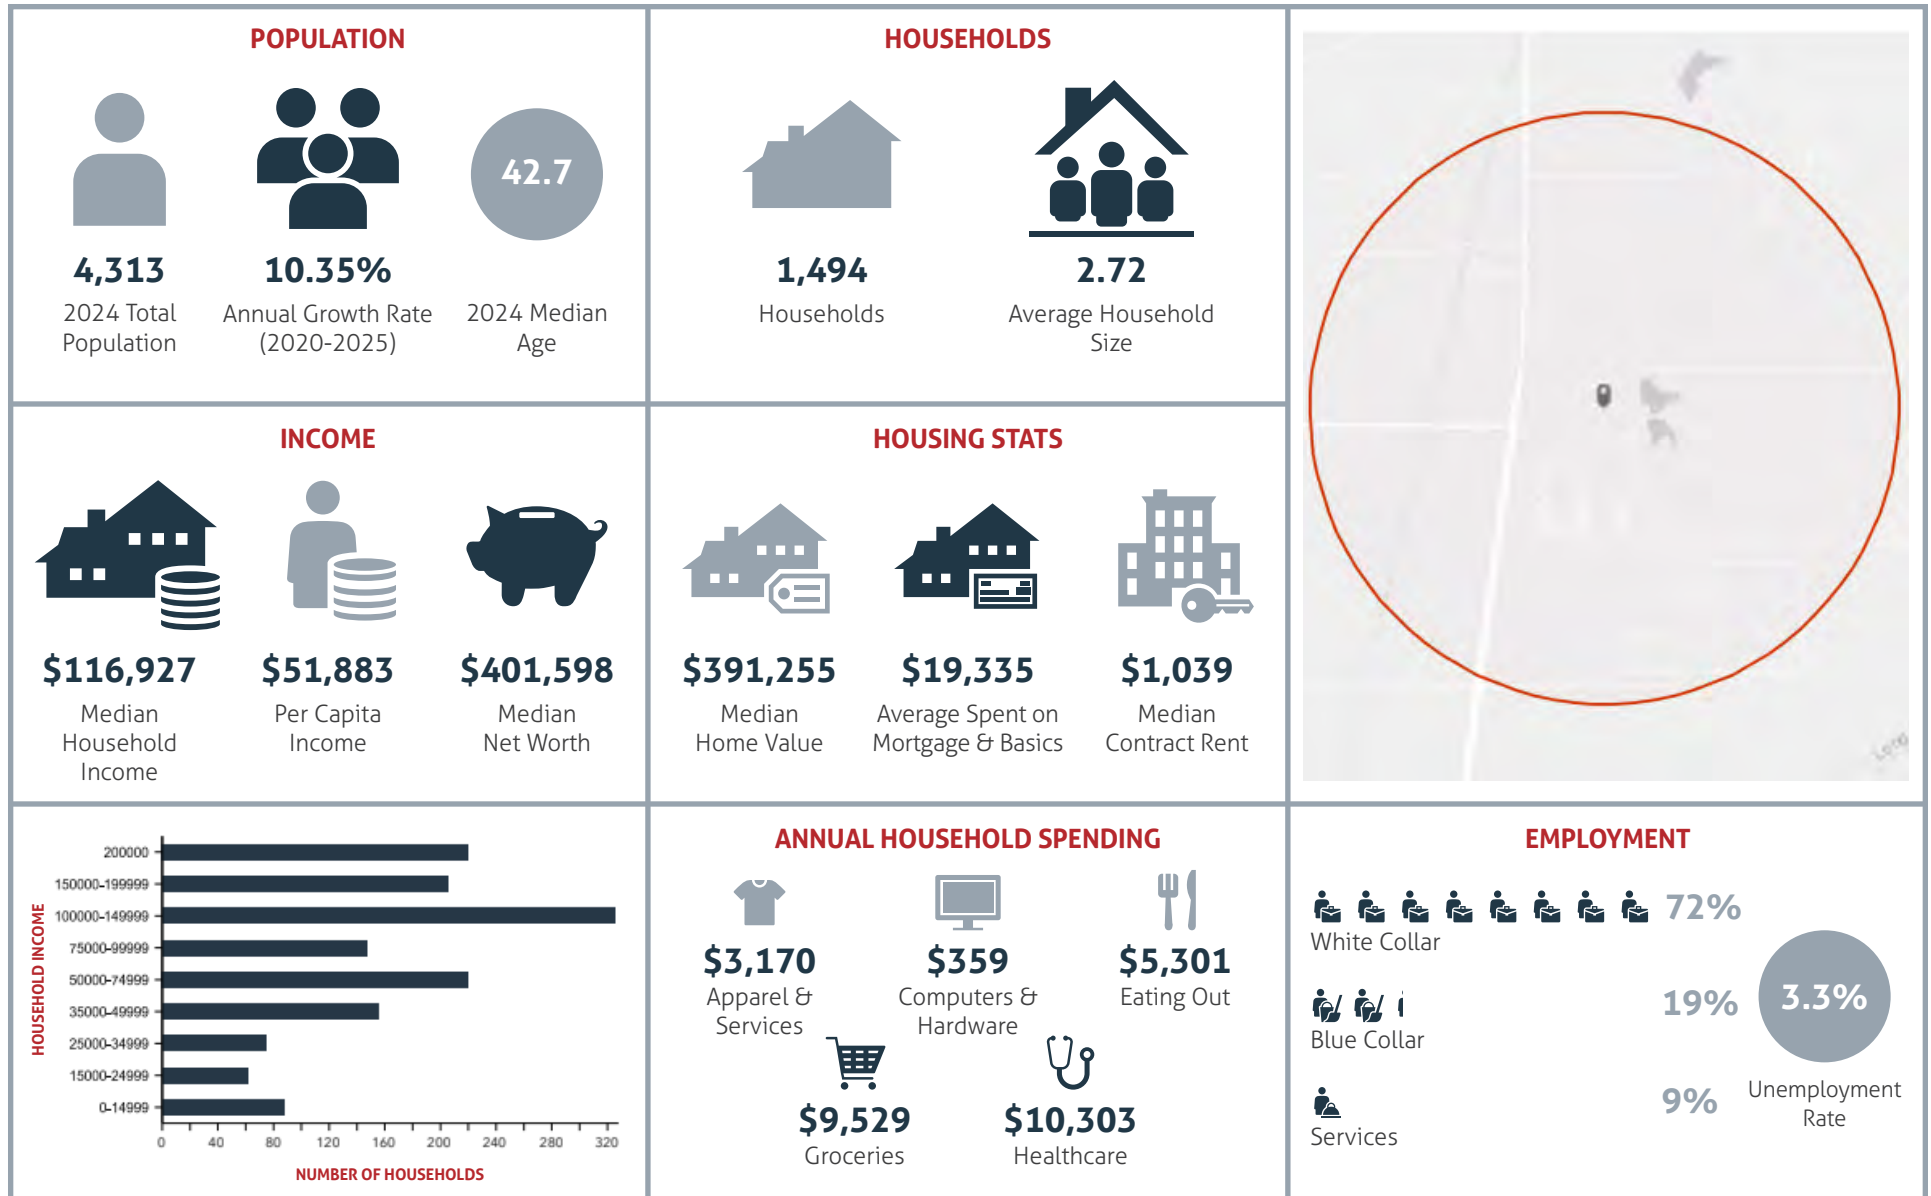 POPULATION
42.7
4,313
2024 Total
Population
10.35%
Annual Growth Rate
(2020-2025)
2024 Median
Age
HOUSEHOLDS
1,494
Households
2.72
Average Household
Size
INCOME
$116,927
Median
Household
Income
$51,883
Per Capita
Income
$401,598
Median
Net Worth
HOUSING STATS
$391,255
Median
Home Value
$19,335
Average Spent on
Mortgage & Basics
$1,039
Median
Contract Rent
HOUSEHOLD INCOME
200000
150000-199999
100000-149999
75000-99999
50000-74999
35000-49999
25000-34999
15000-24999
0-14999
0 40 80 120 160 200 240 280 320
NUMBER OF HOUSEHOLDS
ANNUAL HOUSEHOLD SPENDING
$3,170
Apparel &
Services
$359
Computers &
Hardware
$5,301
Eating Out
$9,529
Groceries
$10,303
Healthcare
EMPLOYMENT
72%
White Collar
19%
Blue Collar
9%
Services
3.3%
Unemployment
Rate